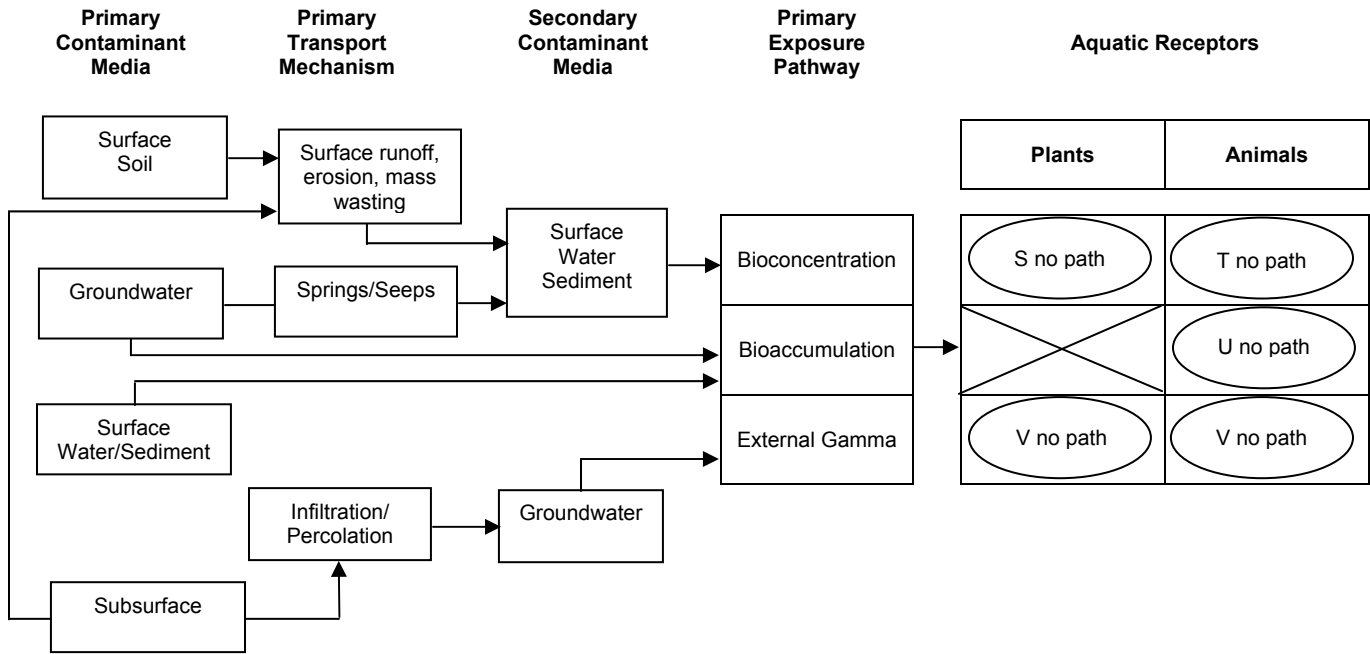 Primary
Contaminant
Media
Primary
Transport
Mechanism
Secondary
Contaminant
Media
Primary
Exposure
Pathway
Aquatic Receptors
Surface
Soil
Surface runoff,
erosion, mass
wasting
Plants
Animals
Groundwater
Springs/Seeps
Surface
Water
Sediment
Bioconcentration
S no path
T no path
Bioaccumulation
U no path
Surface
Water/Sediment
External Gamma
V no path
V no path
Infiltration/
Percolation
Groundwater
Subsurface